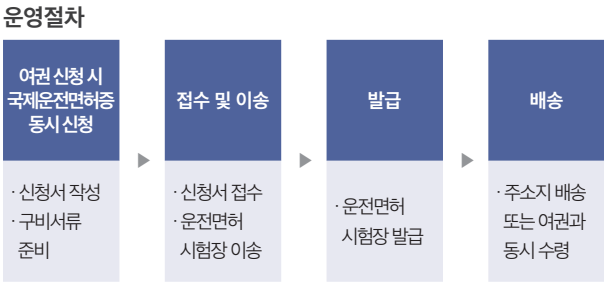 운영절차
여권 신청 시
국제운전면허증
동시 신청
· 신청서 작성
· 구비서류
준비
접수 및 이송
· 신청서 접수
· 운전면허
시험장 이송
발급
· 운전면허
시험장 발급
배송
· 주소지 배송
또는 여권과
동시 수령